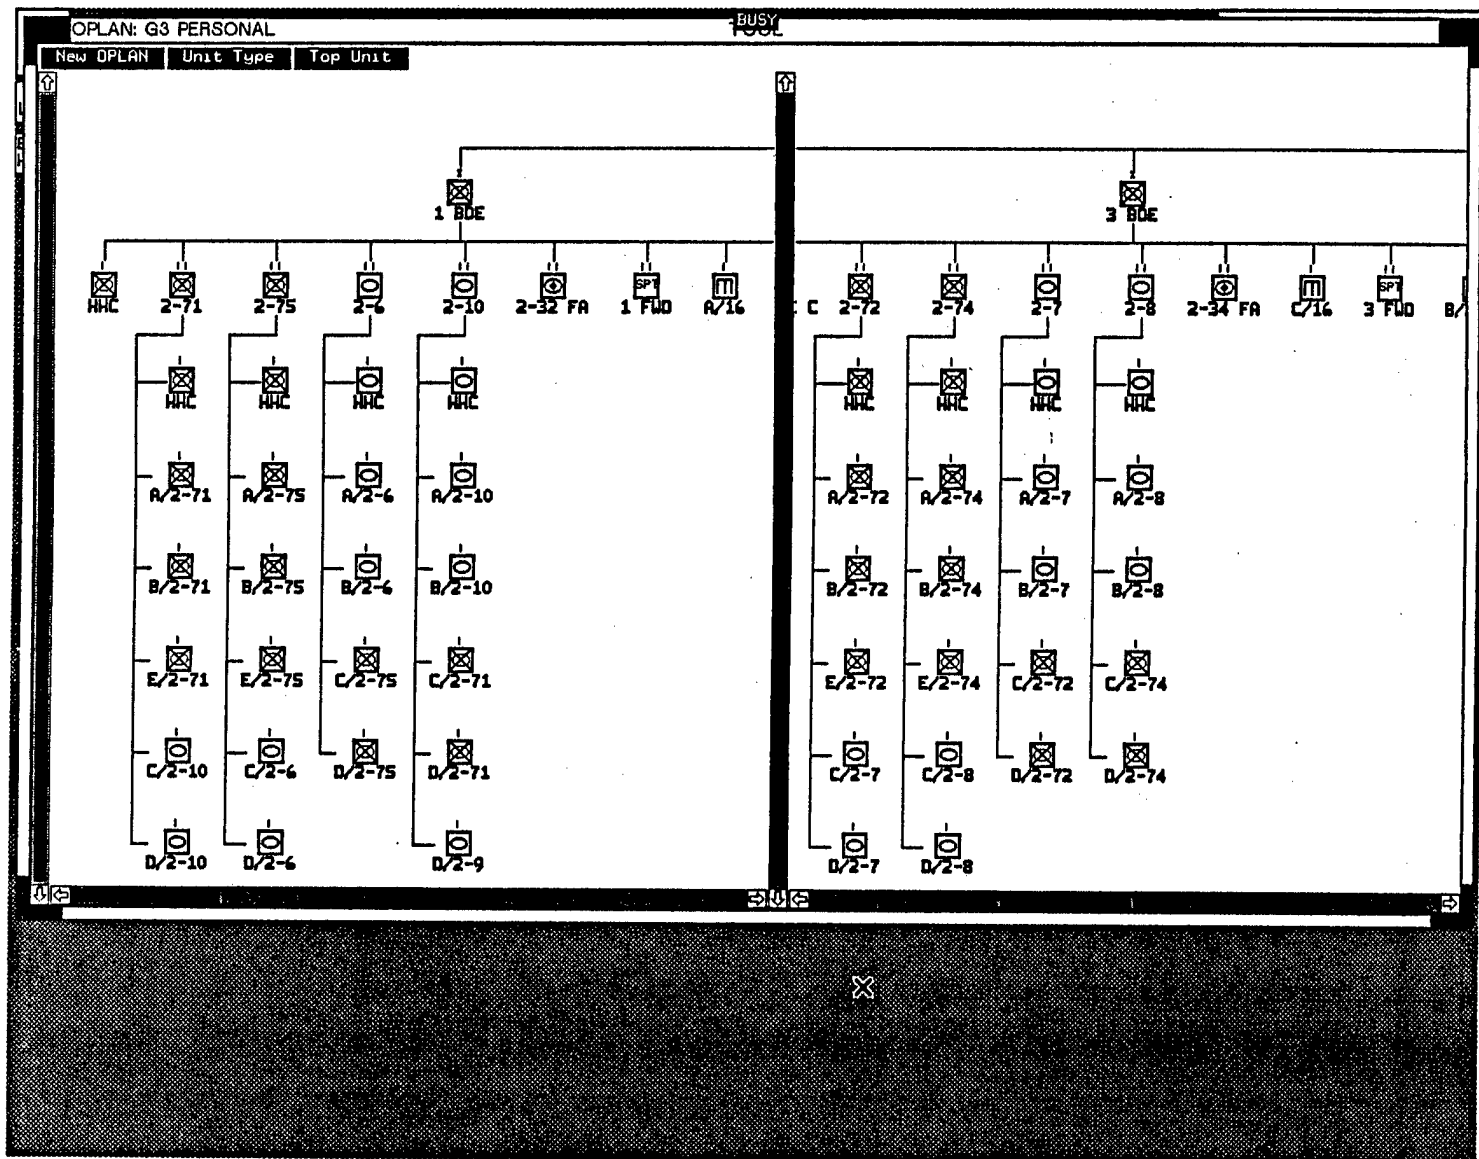 OPLAN: G3 PERSONAL
BUSY
TOOL
New OPLAN Unit Type Top Unit
1 BDE 3 BDE
SPT SPT
HHC 2-71 2-75 2-6 2-10 2-32 FA 1 FWD A/16 C 2-72 2-74 2-7 2-8 2-34 FA C/16 3 FWD B/
HHC HHC HHC HHC HHC HHC HHC HHC
A/2-71 A/2-75 A/2-6 A/2-10 A/2-72 A/2-74 A/2-7 A/2-8
B/2-71 B/2-75 B/2-6 B/2-10 B/2-72 B/2-74 B/2-7 B/2-8
E/2-71 E/2-75 C/2-75 C/2-71 E/2-72 E/2-74 C/2-72 C/2-74
C/2-10 C/2-6 D/2-75 D/2-71 C/2-7 C/2-8 D/2-72 D/2-74
D/2-10 D/2-6 D/2-9 D/2-7 D/2-8